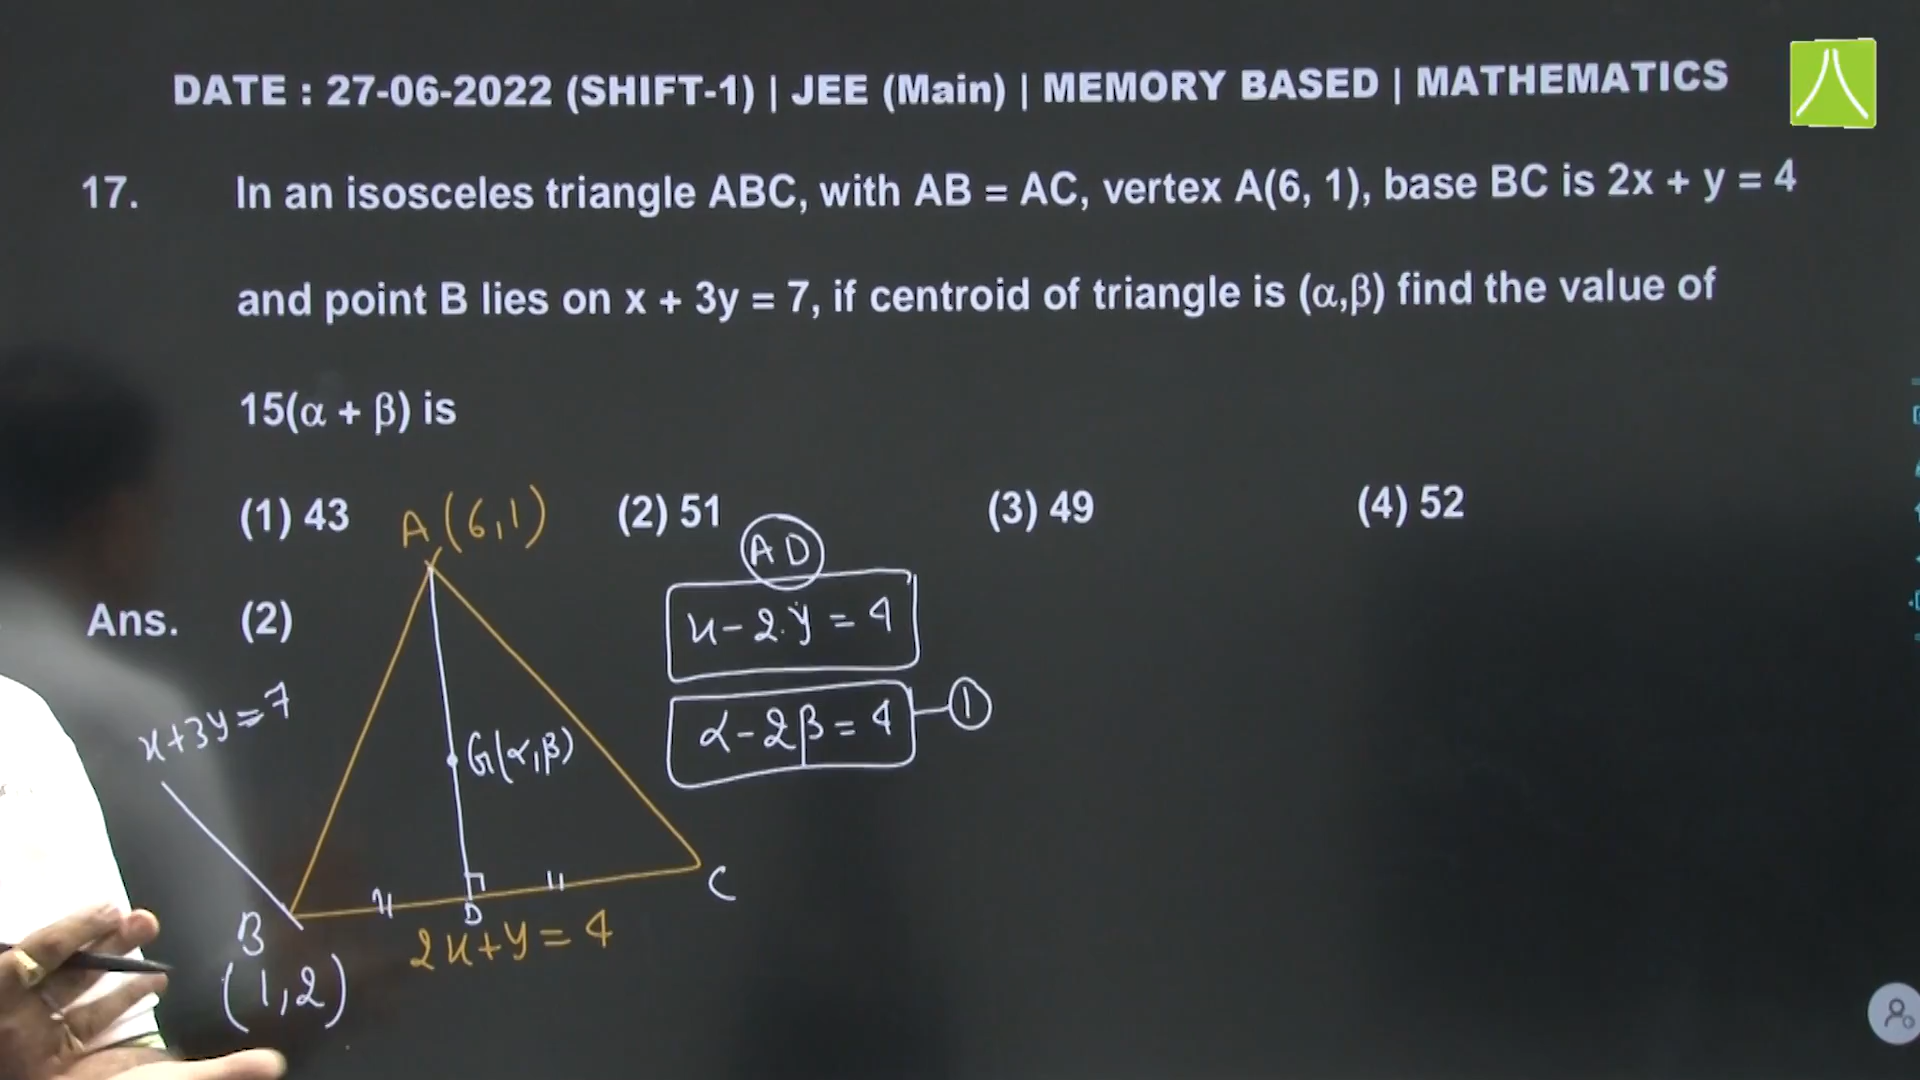 DATE : 27-06-2022 (SHIFT-1) | JEE (Main) | MEMORY BASED | MATHEMATICS
17. In an isosceles triangle ABC, with AB = AC, vertex A(6, 1), base BC is 2x + y = 4
and point B lies on x + 3y = 7, if centroid of triangle is (α,β) find the value of
15(α + β) is
(1) 43 (2) 51 (3) 49 (4) 52
A(6,1)
AD
Ans. (2)
x-2y=4
x+3y=7
α-2β=4 ①
G(α,β)
C
B
D
2x+y=4
(1,2)